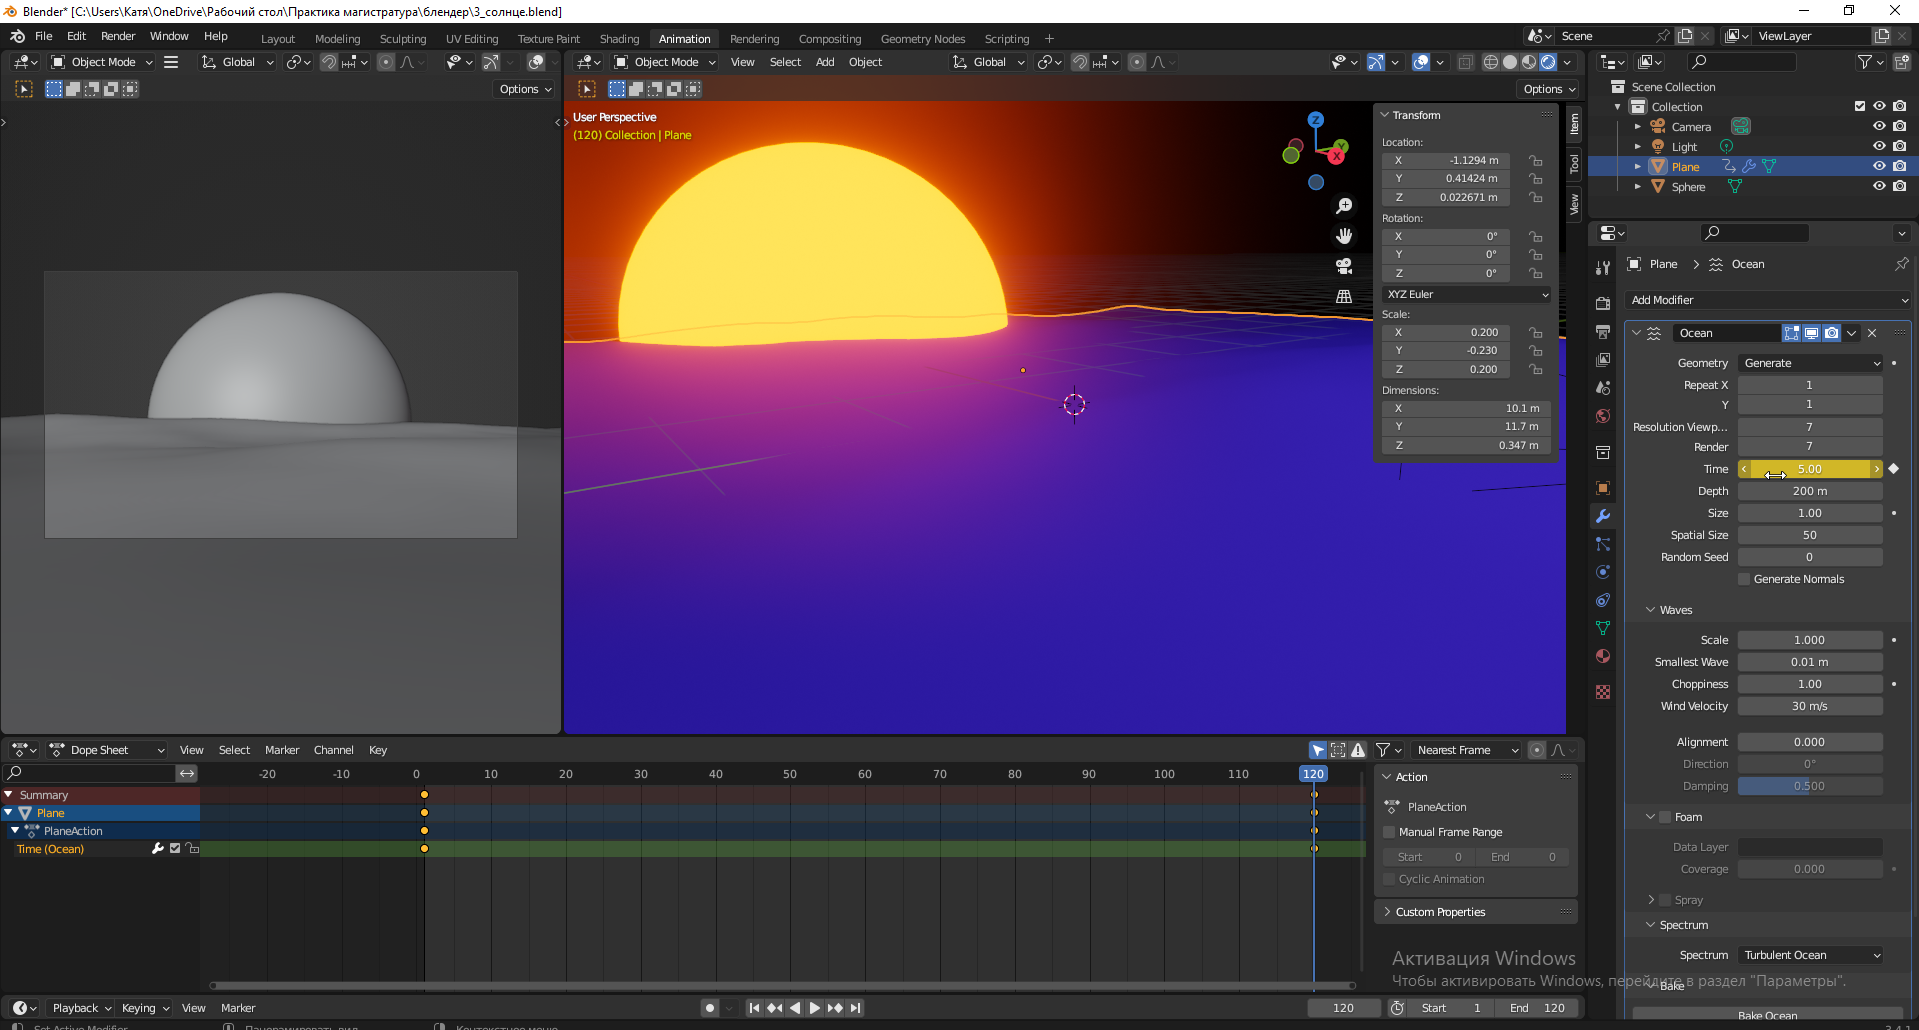 Blender* [C:\Users\Катя\OneDrive\Рабочий стол\Практика магистратура\блендер\3_солнце.blend]
File Edit Render Window Help Layout Modeling Sculpting UV Editing Texture Paint Shading Animation Rendering Compositing Geometry Nodes Scripting + Scene ViewLayer
Object Mode Global Object Mode View Select Add Object Global
Options Options
User Perspective
(120) Collection | Plane
Z
Y
X
Transform
Location:
X -1.1294 m
Y 0.41424 m
Z 0.022671 m
Rotation:
X 0°
Y 0°
Z 0°
XYZ Euler
Scale:
X 0.200
Y -0.230
Z 0.200
Dimensions:
X 10.1 m
Y 11.7 m
Z 0.347 m
Item
Tool
View
Scene Collection
Collection
Camera
Light
Plane
Sphere
Plane > Ocean
Add Modifier
Ocean
Geometry Generate
Repeat X 1
Y 1
Resolution Viewp... 7
Render 7
Time 5.00
Depth 200 m
Size 1.00
Spatial Size 50
Random Seed 0
Generate Normals
Waves
Scale 1.000
Smallest Wave 0.01 m
Choppiness 1.00
Wind Velocity 30 m/s
Alignment 0.000
Direction 0°
Damping 0.500
Foam
Data Layer
Coverage 0.000
Spray
Spectrum
Spectrum Turbulent Ocean
Bake
Bake Ocean
Dope Sheet View Select Marker Channel Key Nearest Frame
-20 -10 0 10 20 30 40 50 60 70 80 90 100 110 120
Summary
Plane
PlaneAction
Time (Ocean)
Action
PlaneAction
Manual Frame Range
Start 0 End 0
Cyclic Animation
Custom Properties
Активация Windows
Чтобы активировать Windows, перейдите в раздел "Параметры".
Playback Keying View Marker 120 Start 1 End 120
Set Active Modifier Панорамировать вид Контекстное меню 3.4.1